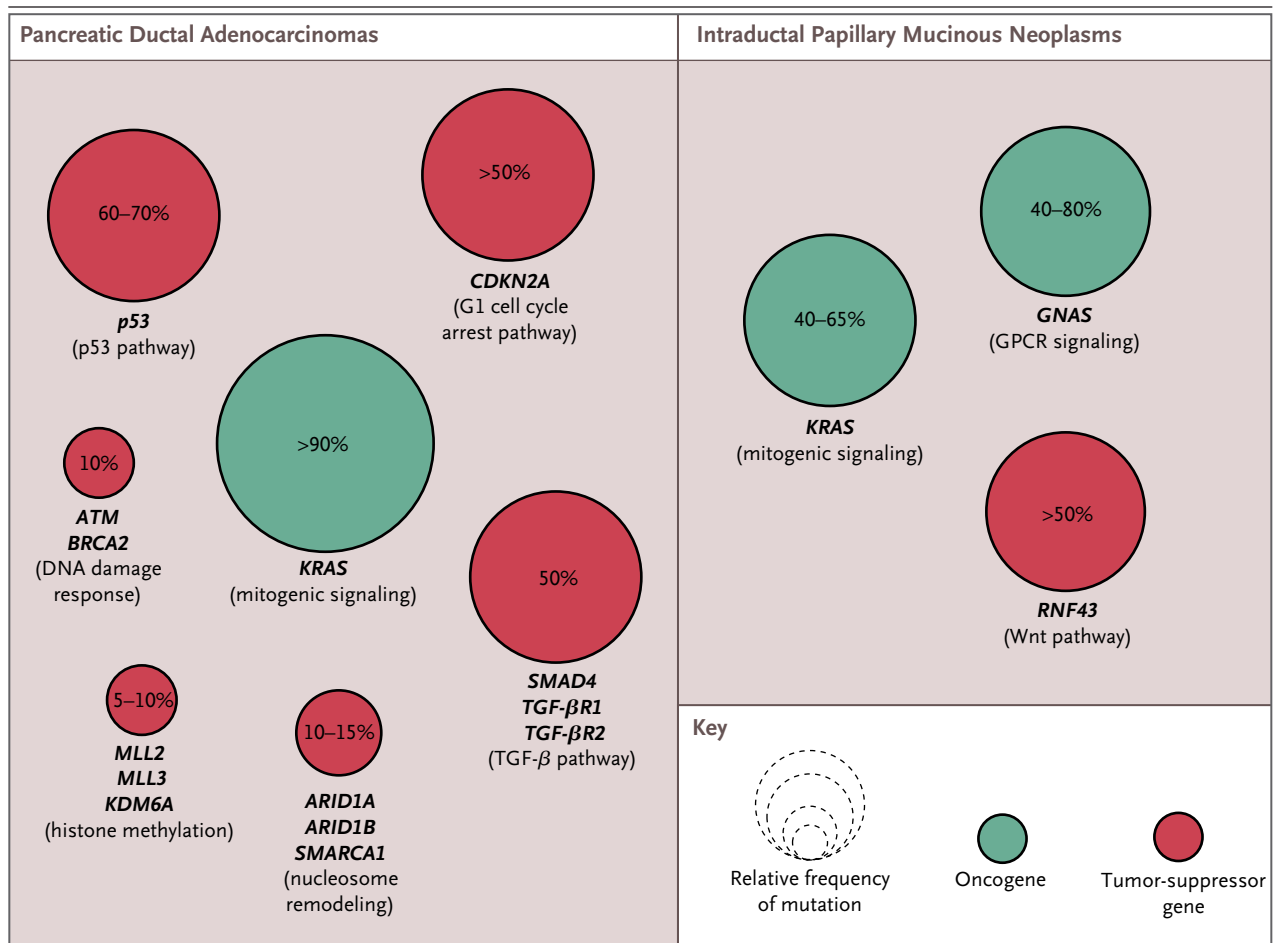 Pancreatic Ductal Adenocarcinomas
60–70%
p53
(p53 pathway)
>50%
CDKN2A
(G1 cell cycle
arrest pathway)
>90%
KRAS
(mitogenic signaling)
10%
ATM
BRCA2
(DNA damage
response)
50%
SMAD4
TGF-βR1
TGF-βR2
(TGF-β pathway)
5–10%
MLL2
MLL3
KDM6A
(histone methylation)
10–15%
ARID1A
ARID1B
SMARCA1
(nucleosome
remodeling)
Intraductal Papillary Mucinous Neoplasms
40–80%
GNAS
(GPCR signaling)
40–65%
KRAS
(mitogenic signaling)
>50%
RNF43
(Wnt pathway)
Key
Relative frequency
of mutation
Oncogene
Tumor-suppressor
gene